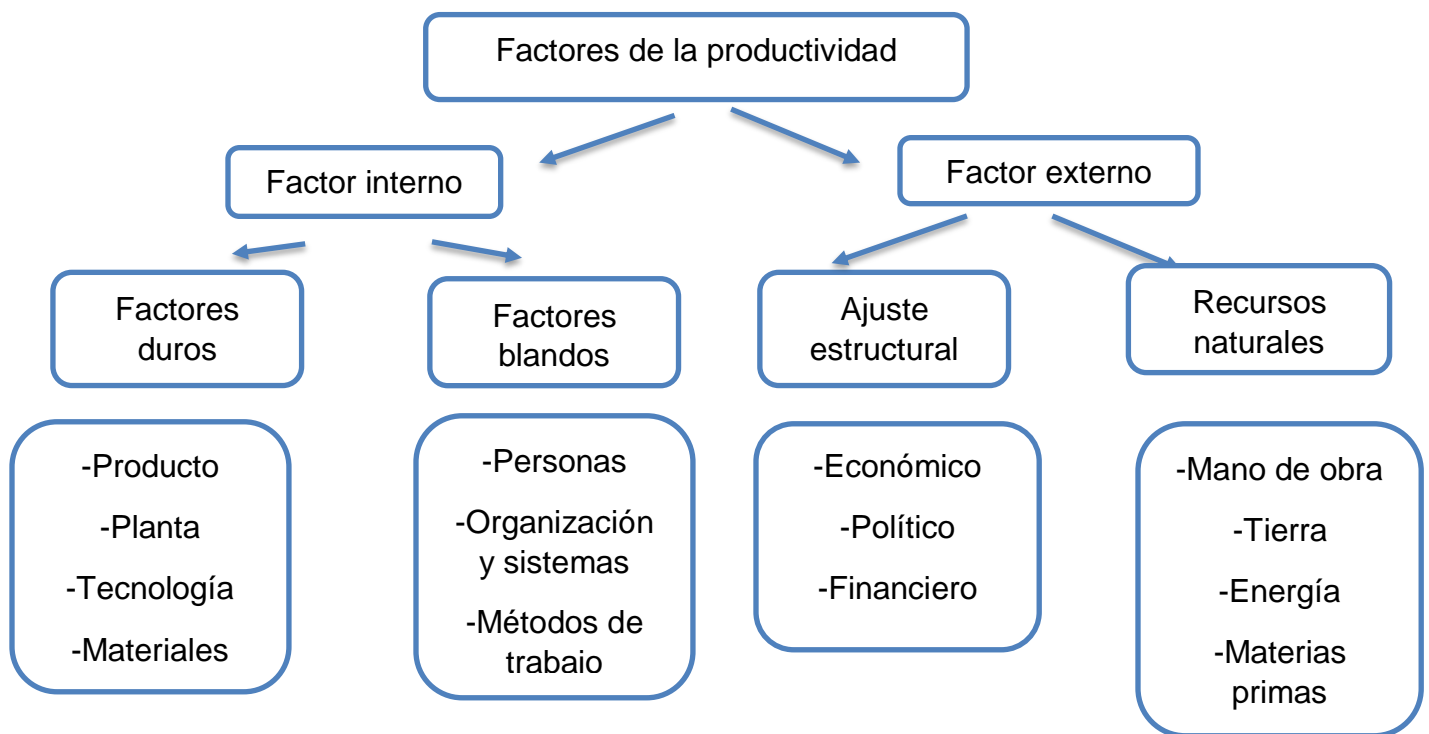 Factores de la productividad
Factor interno
Factor externo
Factores
duros
Factores
blandos
Ajuste
estructural
Recursos
naturales
-Producto
-Planta
-Tecnología
-Materiales
-Personas
-Organización
y sistemas
-Métodos de
trabajo
-Económico
-Político
-Financiero
-Mano de obra
-Tierra
-Energía
-Materias
primas